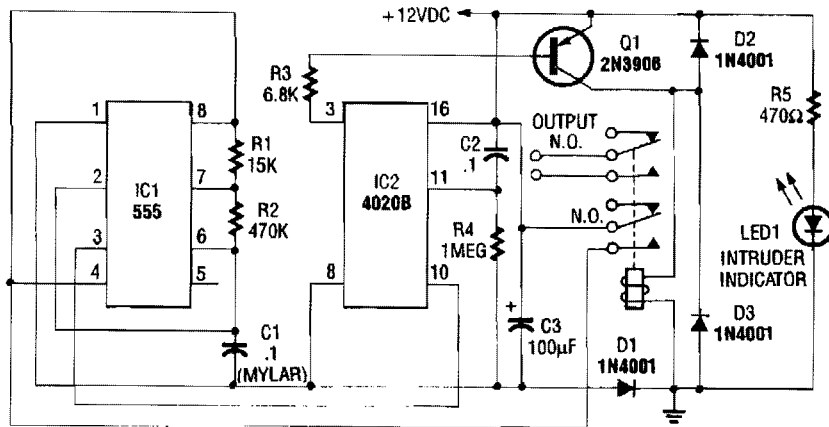 +12VDC
Q1
2N3906
D2
1N4001
R3
6.8K
R5
470Ω
1
8
3
16
OUTPUT
N.O.
R1
15K
C2
.1
2
7
IC1
555
IC2
4020B
11
R2
470K
N.O.
3
6
R4
1MEG
LED1
INTRUDER
INDICATOR
4
5
8
10
C1
.1
(MYLAR)
+
C3
100µF
D1
1N4001
D3
1N4001